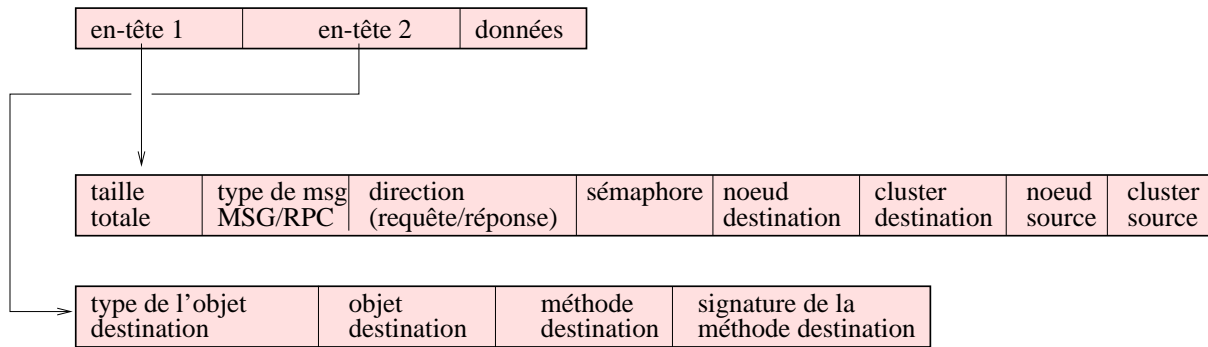 en-tête 1 en-tête 2 données
taille type de msg direction sémaphore noeud cluster noeud cluster
totale MSG/RPC (requête/réponse) destination destination source source
type de l'objet objet méthode signature de la
destination destination destination méthode destination